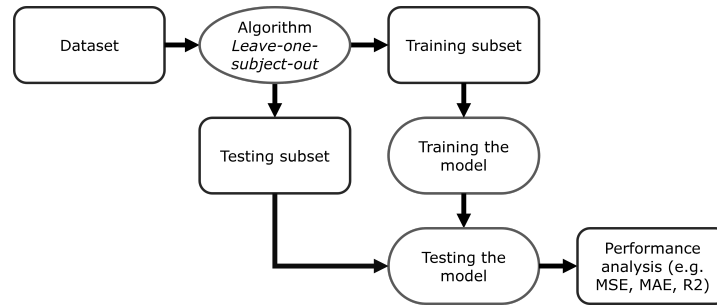 Dataset
Algorithm
Leave-one-
subject-out
Training subset
Testing subset
Training the
model
Testing the
model
Performance
analysis (e.g.
MSE, MAE, R2)